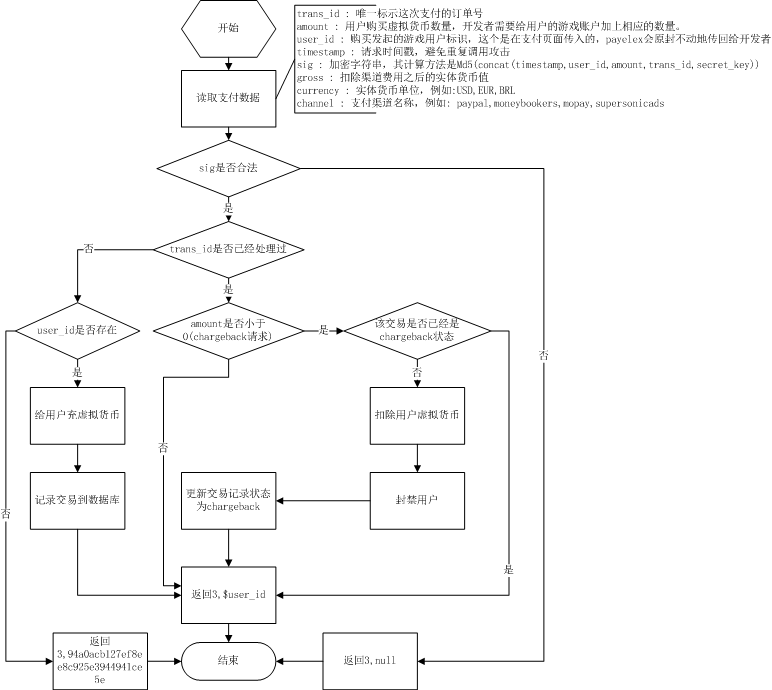 开始
trans_id : 唯一标示这次支付的订单号
amount : 用户购买虚拟货币数量，开发者需要给用户的游戏账户加上相应的数量。
user_id : 购买发起的游戏用户标识，这个是在支付页面传入的，payelex会原封不动地传回给开发者
timestamp : 请求时间戳，避免重复调用攻击
sig : 加密字符串，其计算方法是Md5(concat(timestamp,user_id,amount,trans_id,secret_key))
gross : 扣除渠道费用之后的实体货币值
currency : 实体货币单位，例如:USD,EUR,BRL
channel : 支付渠道名称，例如: paypal,moneybookers,mopay,supersonicads
读取支付数据
sig是否合法
是
否
trans_id是否已经处理过
否
是
user_id是否存在
amount是否小于
0(chargeback请求)
是
该交易是否已经是
chargeback状态
是
否
否
给用户充虚拟货币
扣除用户虚拟货币
否
记录交易到数据库
更新交易记录状态
为chargeback
封禁用户
否
是
返回3,$user_id
返回
3,94a0acb127ef8e
e8c925e3944941ce
5e
结束
返回3,null